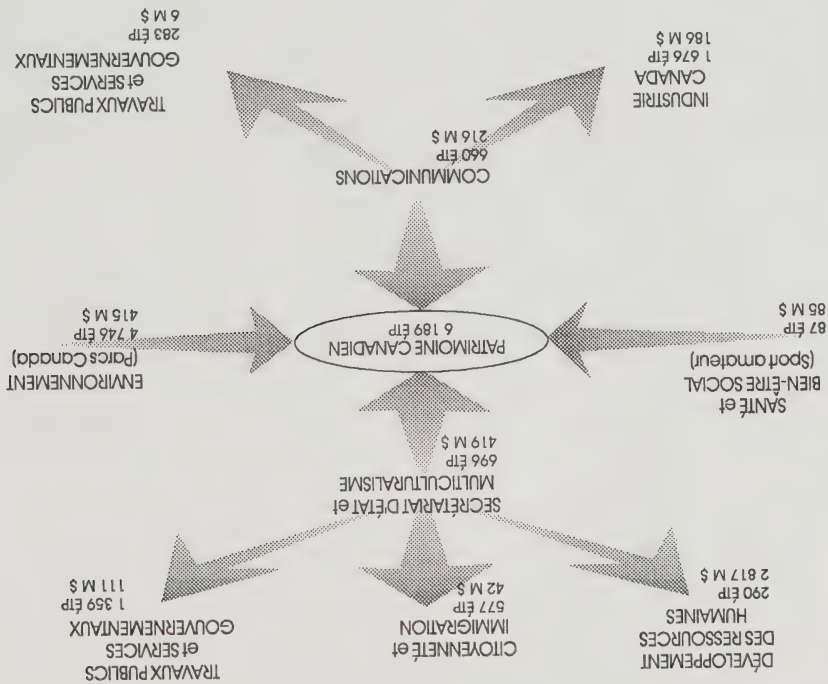 TRAVAUX PUBLICS
et SERVICES
GOUVERNEMENTAUX
1 359 ÉTP
111 M $
CITOYENNETÉ et
IMMIGRATION
577 ÉTP
42 M $
DÉVELOPPEMENT
DES RESSOURCES
HUMAINES
290 ÉTP
2 817 M $
SECRÉTARIAT D'ÉTAT et
MULTICULTURALISME
696 ÉTP
419 M $
ENVIRONNEMENT
(Parcs Canada)
4 746 ÉTP
415 M $
PATRIMOINE CANADIEN
6 189 ÉTP
SANTÉ et
BIEN-ÊTRE SOCIAL
(Sport amateur)
87 ÉTP
85 M $
COMMUNICATIONS
660 ÉTP
216 M $
TRAVAUX PUBLICS
et SERVICES
GOUVERNEMENTAUX
283 ÉTP
6 M $
INDUSTRIE
CANADA
1 676 ÉTP
186 M $